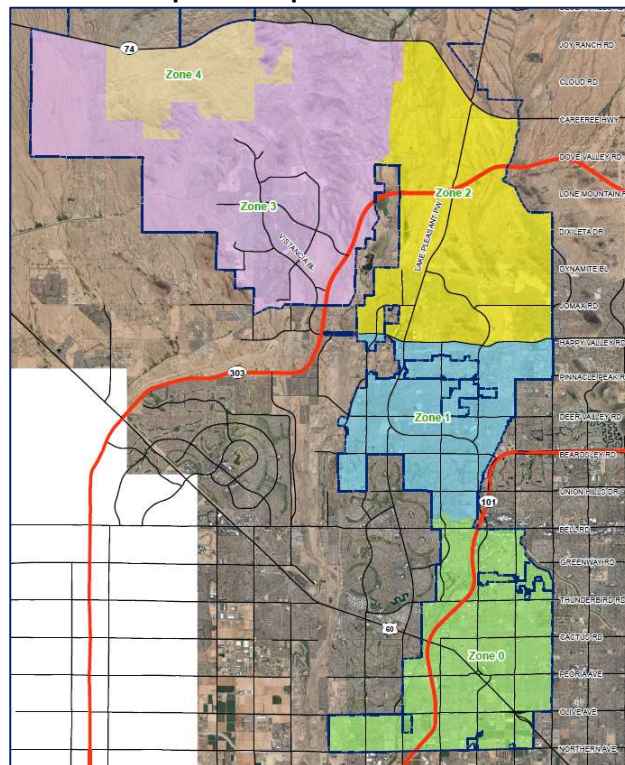 74
JOY RANCH RD
Zone 4
CLOUD RD
CAREFREE HWY
DOVE VALLEY RD
Zone 2
LONE MOUNTAIN R
Zone 3
VISTANCIA BL
LAKE PLEASANT PW
DIXILETA DR
DYNAMITE BL
JOMAX RD
HAPPY VALLEY RD
303
PINNACLE PEAK R
Zone 1
DEER VALLEY RD
BEARDSLEY RD
UNION HILLS DR
101
BELL RD
GREENWAY RD
THUNDERBIRD RD
60
CACTUS RD
Zone 0
PEORIA AVE
OLIVE AVE
NORTHERN AVE